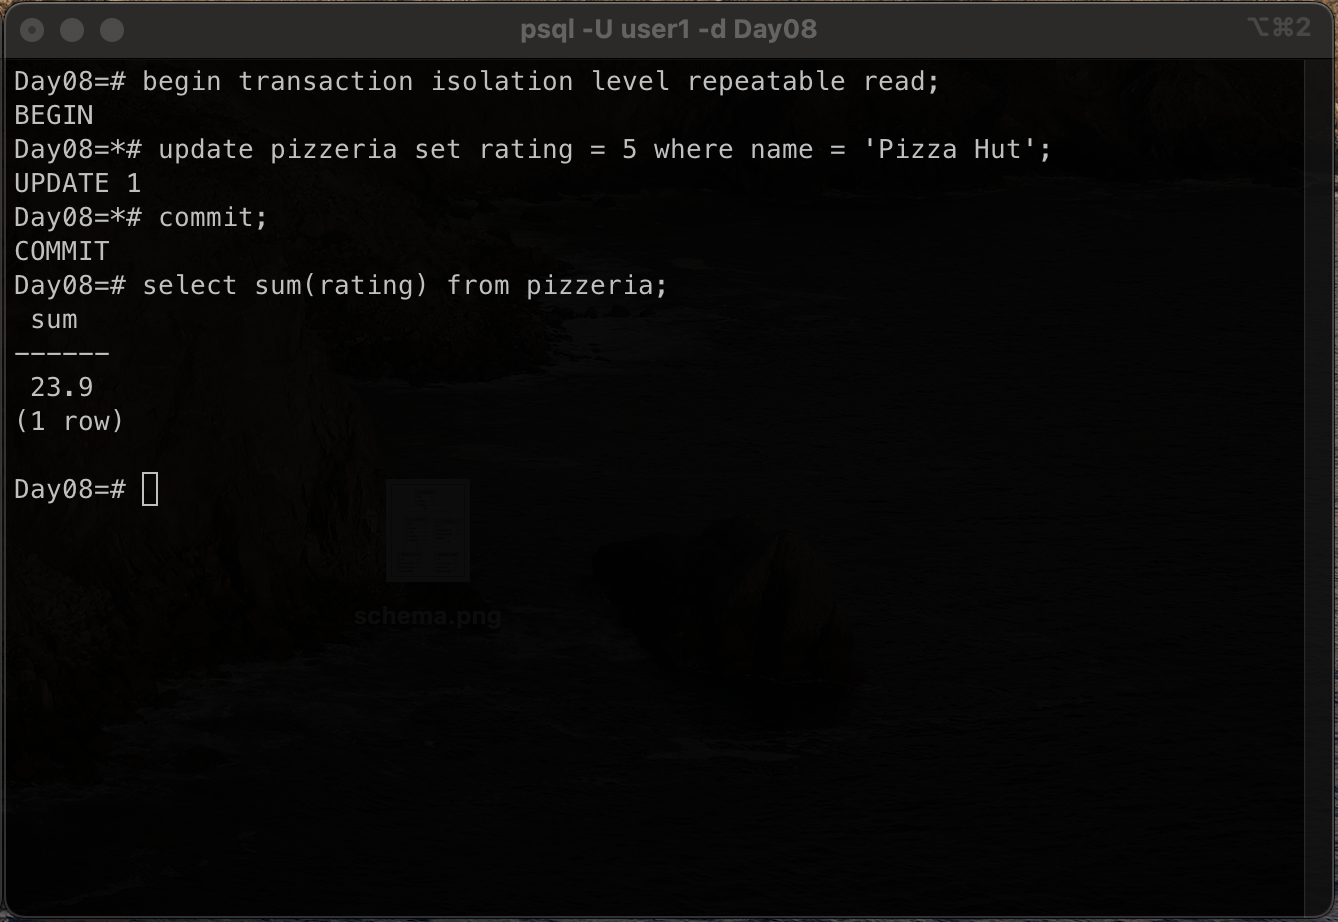 psql -U user1 -d Day08
⌥⌘2
Day08=# begin transaction isolation level repeatable read;
BEGIN
Day08=*# update pizzeria set rating = 5 where name = 'Pizza Hut';
UPDATE 1
Day08=*# commit;
COMMIT
Day08=# select sum(rating) from pizzeria;
 sum
------
 23.9
(1 row)
Day08=#
schema.png